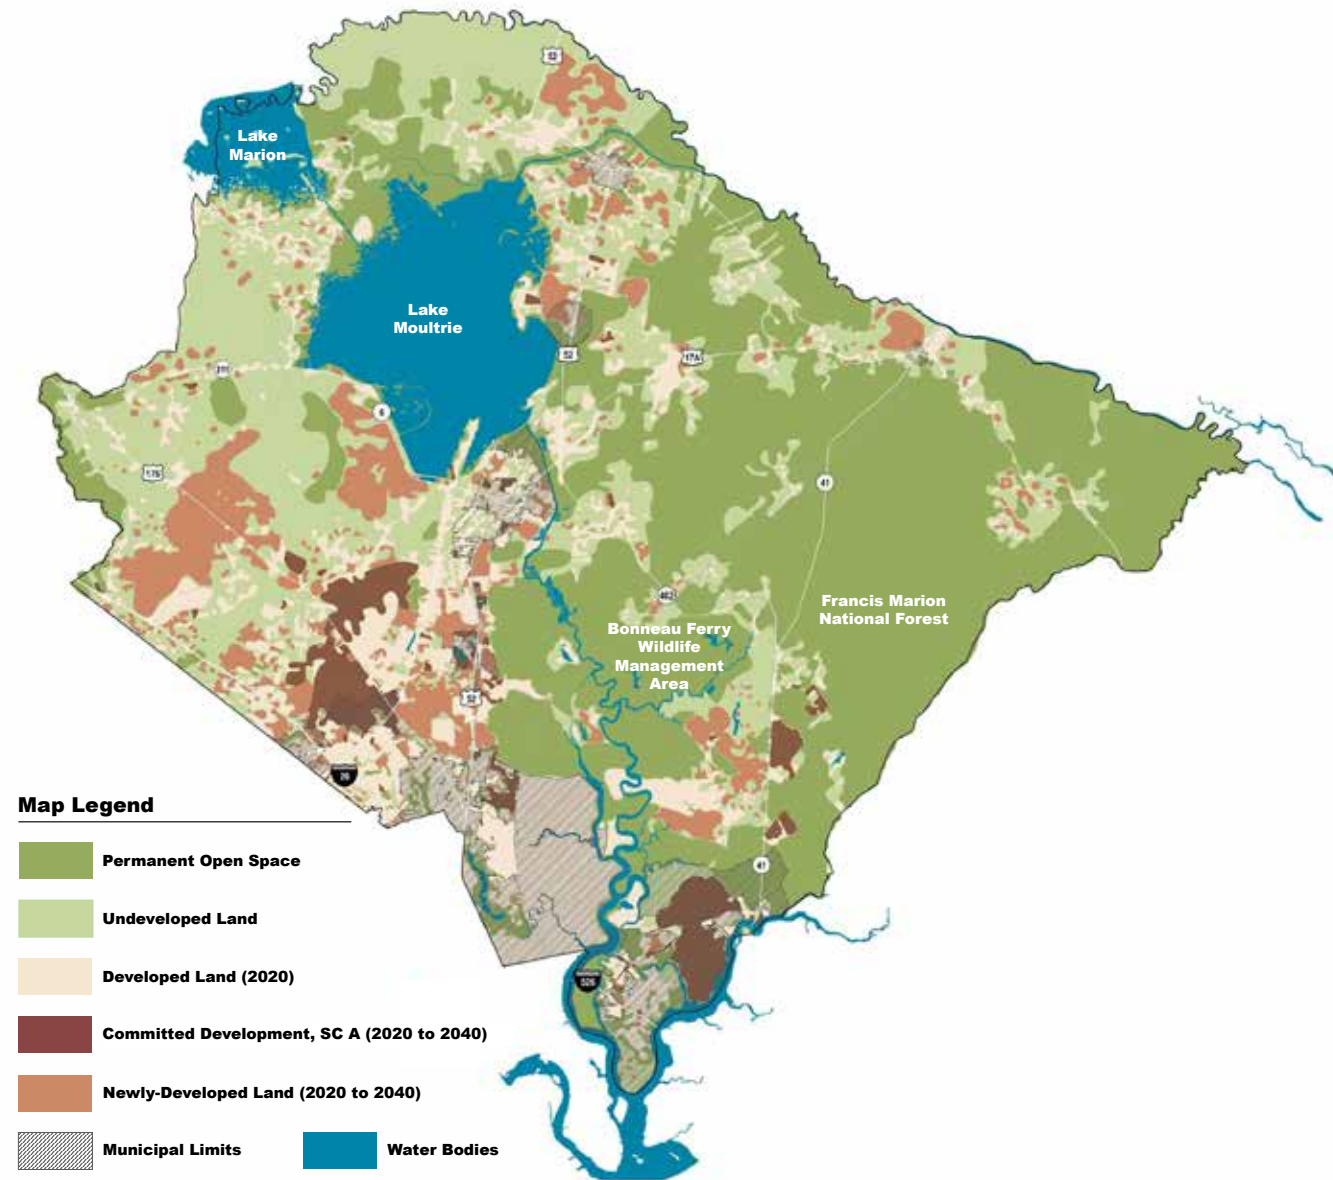 52
Lake
Marion
Lake
Moultrie
52
17A
311
6
176
41
402
Francis Marion
National Forest
Bonneau Ferry
Wildlife
Management
Area
52
26
Map Legend
Permanent Open Space
41
Undeveloped Land
Developed Land (2020)
526
Committed Development, SC A (2020 to 2040)
Newly-Developed Land (2020 to 2040)
Municipal Limits
Water Bodies